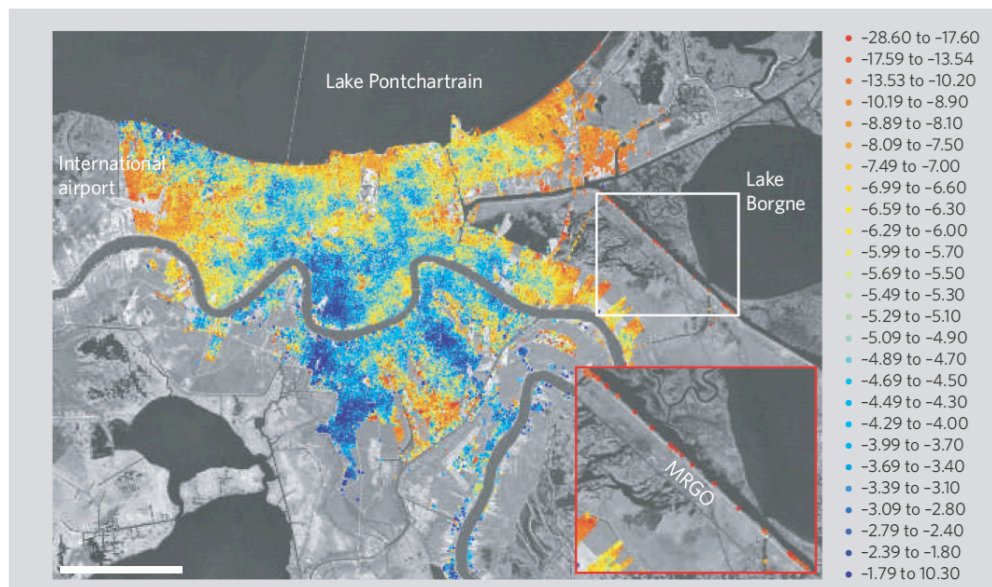 Lake Pontchartrain
International
airport
Lake
Borgne
MRGO
–28.60 to –17.60
–17.59 to –13.54
–13.53 to –10.20
–10.19 to –8.90
–8.89 to –8.10
–8.09 to –7.50
–7.49 to –7.00
–6.99 to –6.60
–6.59 to –6.30
–6.29 to –6.00
–5.99 to –5.70
–5.69 to –5.50
–5.49 to –5.30
–5.29 to –5.10
–5.09 to –4.90
–4.89 to –4.70
–4.69 to –4.50
–4.49 to –4.30
–4.29 to –4.00
–3.99 to –3.70
–3.69 to –3.40
–3.39 to –3.10
–3.09 to –2.80
–2.79 to –2.40
–2.39 to –1.80
–1.79 to 10.30